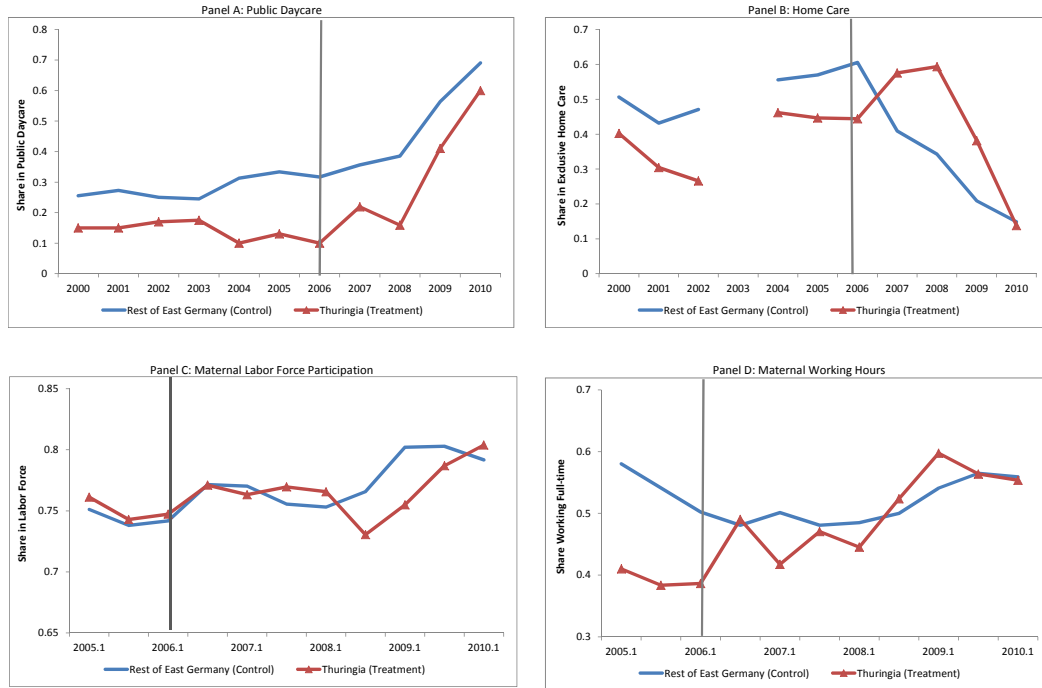 Panel A: Public Daycare
Share in Public Daycare
0.8
0.7
0.6
0.5
0.4
0.3
0.2
0.1
0
2000 2001 2002 2003 2004 2005 2006 2007 2008 2009 2010
Rest of East Germany (Control) Thuringia (Treatment)
Panel B: Home Care
Share in Exclusive Home Care
0.7
0.6
0.5
0.4
0.3
0.2
0.1
0
2000 2001 2002 2004 2005 2006 2007 2008 2009 2010
Rest of East Germany (Control) Thuringia (Treatment)
Panel C: Maternal Labor Force Participation
Share in Labor Force
0.85
0.8
0.75
0.7
0.65
2005.1 2006.1 2007.1 2008.1 2009.1 2010.1
Rest of East Germany (Control) Thuringia (Treatment)
Panel D: Maternal Working Hours
Share Working Full-time
0.7
0.6
0.5
0.4
0.3
2005.1 2006.1 2007.1 2008.1 2009.1 2010.1
Rest of East Germany (Control) Thuringia (Treatment)